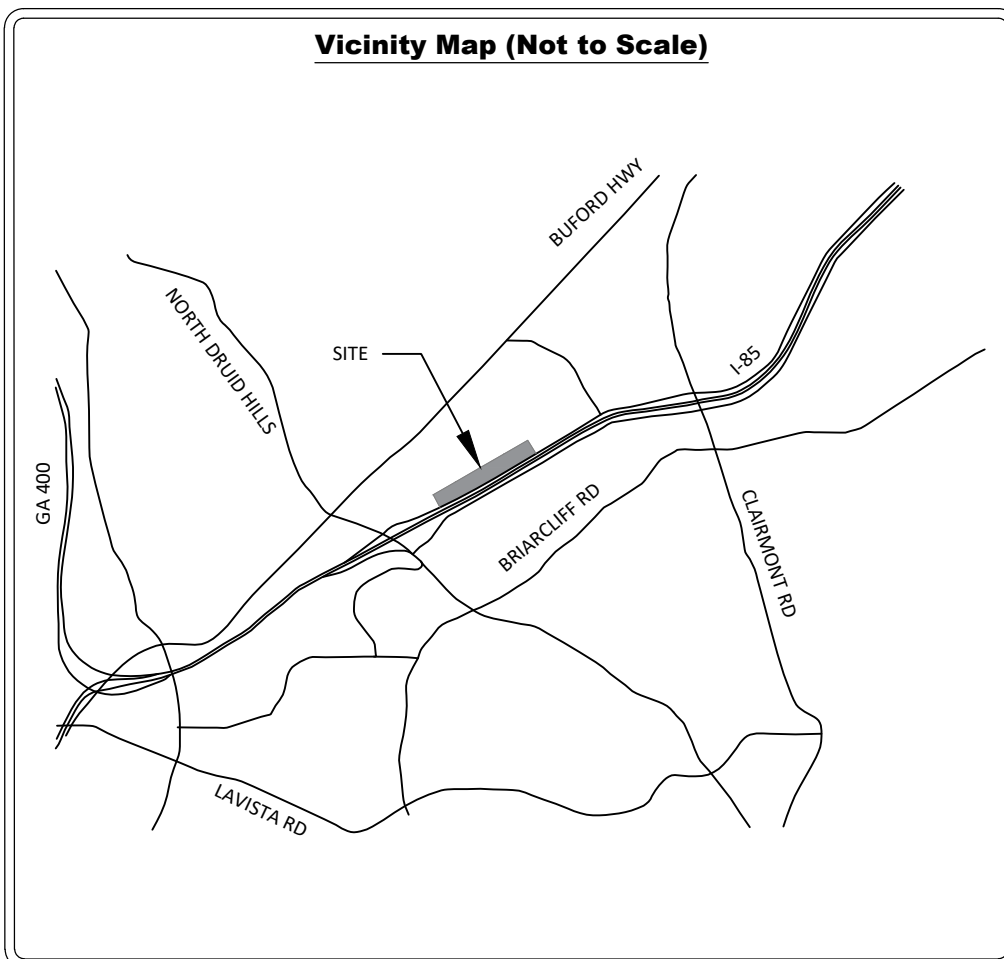 Vicinity Map (Not to Scale)
BUFORD HWY
NORTH DRUID HILLS
SITE
I-85
GA 400
BRIARCLIFF RD
CLAIRMONT RD
LAVISTA RD